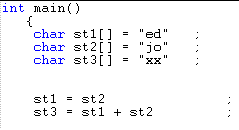 int main()
{
char st1[] = "ed" ;
char st2[] = "jo" ;
char st3[] = "xx" ;
st1 = st2 ;
st3 = st1 + st2 ;